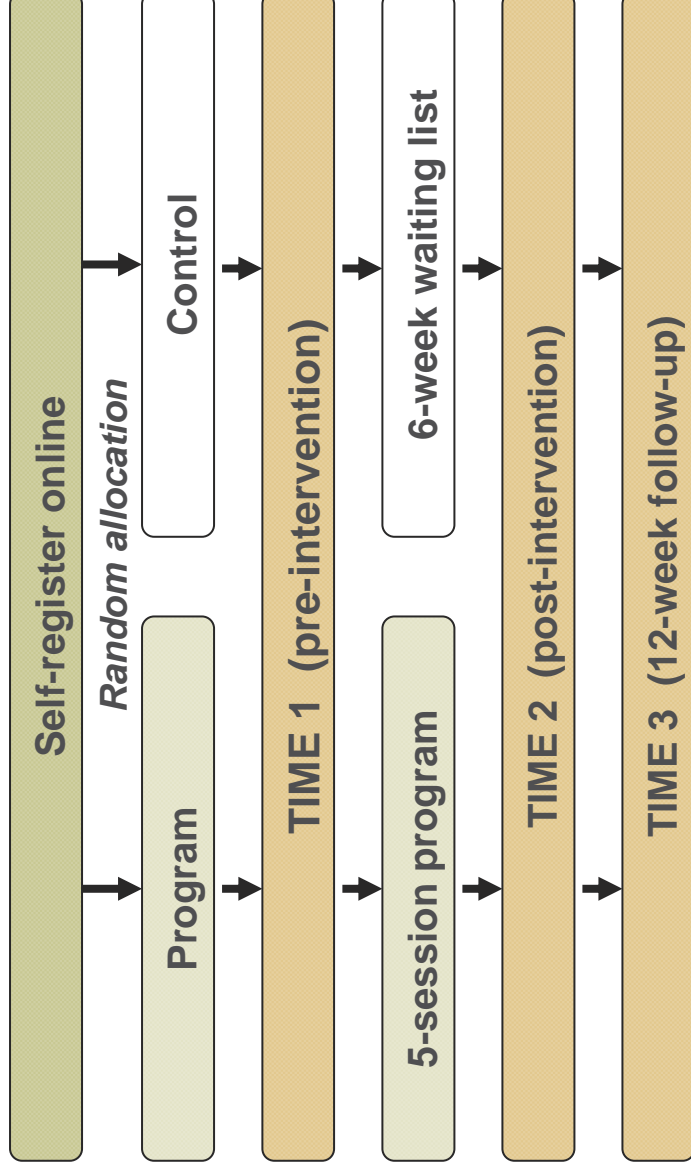 Self-register online
Random allocation
Program
Control
TIME 1 (pre-intervention)
5-session program
6-week waiting list
TIME 2 (post-intervention)
TIME 3 (12-week follow-up)